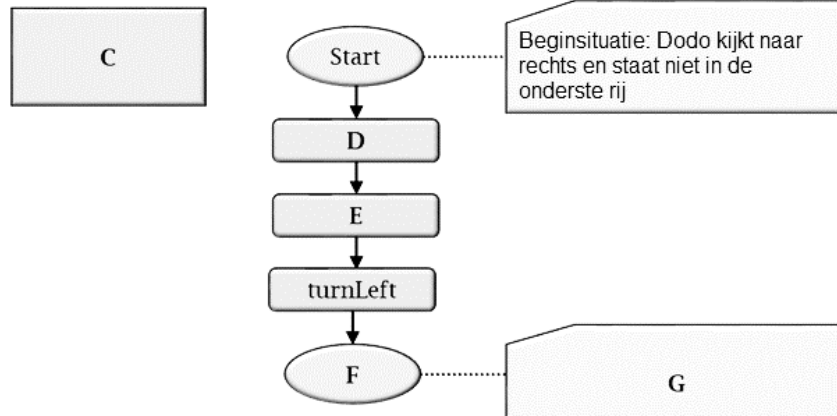 C
Start
Beginsituatie: Dodo kijkt naar
rechts en staat niet in de
onderste rij
D
E
turnLeft
F
G